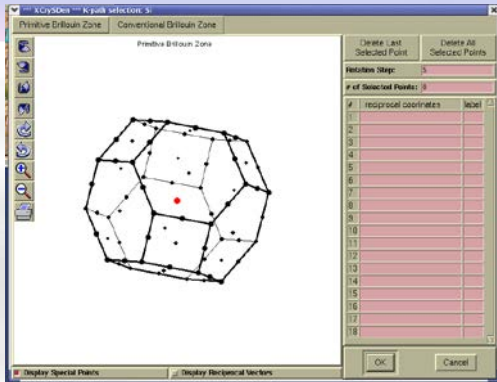 XCrySDen — K-path selection: Si
Primitive Brillouin Zone
Conventional Brillouin Zone
Primitive Brillouin Zone
Delete Last
Selected Point
Delete All
Selected Points
Rotation Step:
5
# of Selected Points:
0
#
reciprocal coordinates
label
1
2
3
4
5
6
7
8
9
10
11
12
13
14
15
16
17
18
OK
Cancel
Display Special Points
Display Reciprocal Vectors